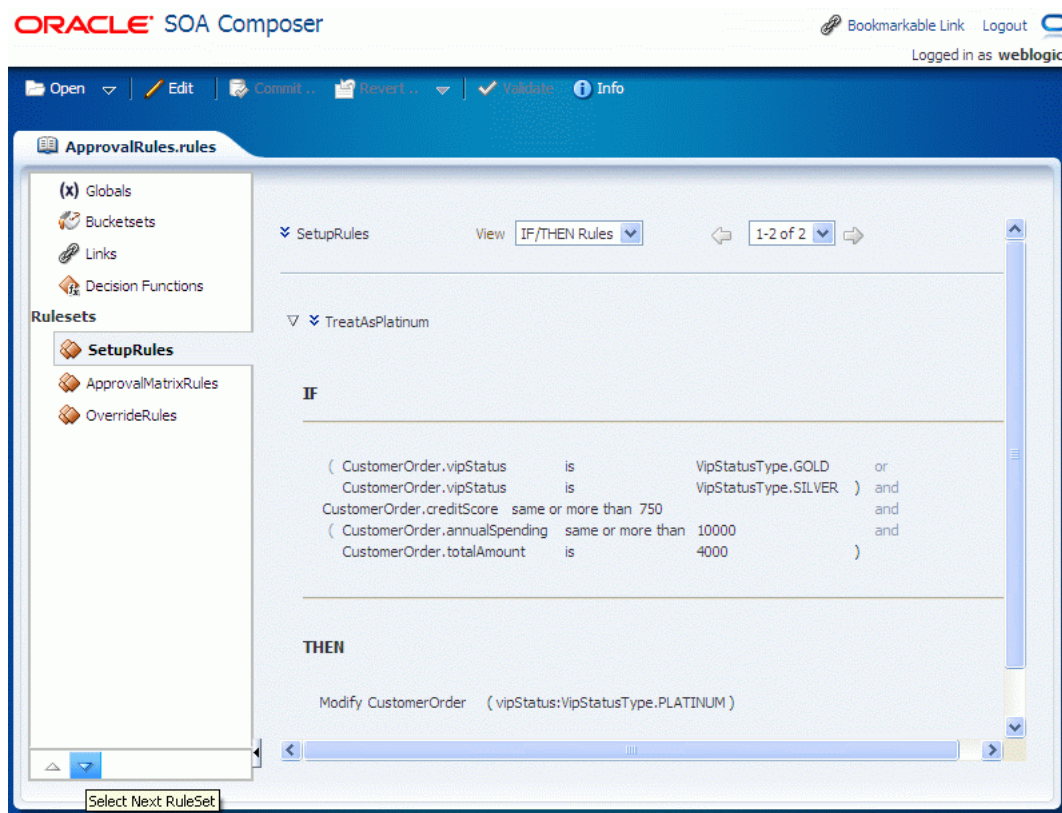 ORACLE SOA Composer
Bookmarkable Link Logout
Logged in as weblogic
Open Edit Commit .. Revert .. Validate Info
ApprovalRules.rules
(x) Globals
Bucketsets
Links
Decision Functions
Rulesets
SetupRules
ApprovalMatrixRules
OverrideRules
SetupRules View IF/THEN Rules 1-2 of 2
TreatAsPlatinum
IF
( CustomerOrder.vipStatus is VipStatusType.GOLD or
CustomerOrder.vipStatus is VipStatusType.SILVER ) and
CustomerOrder.creditScore same or more than 750 and
( CustomerOrder.annualSpending same or more than 10000 and
CustomerOrder.totalAmount is 4000 )
THEN
Modify CustomerOrder ( vipStatus:VipStatusType.PLATINUM )
Select Next RuleSet